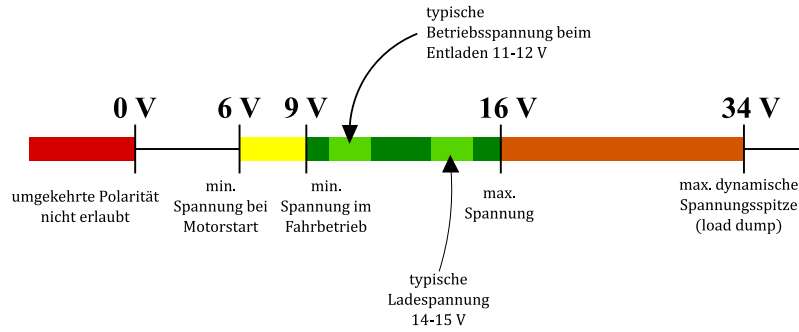 typische
Betriebsspannung beim
Entladen 11-12 V
0 V
6 V
9 V
16 V
34 V
umgekehrte Polarität
nicht erlaubt
min.
Spannung bei
Motorstart
min.
Spannung im
Fahrbetrieb
max.
Spannung
max. dynamische
Spannungsspitze
(load dump)
typische
Ladespannung
14-15 V